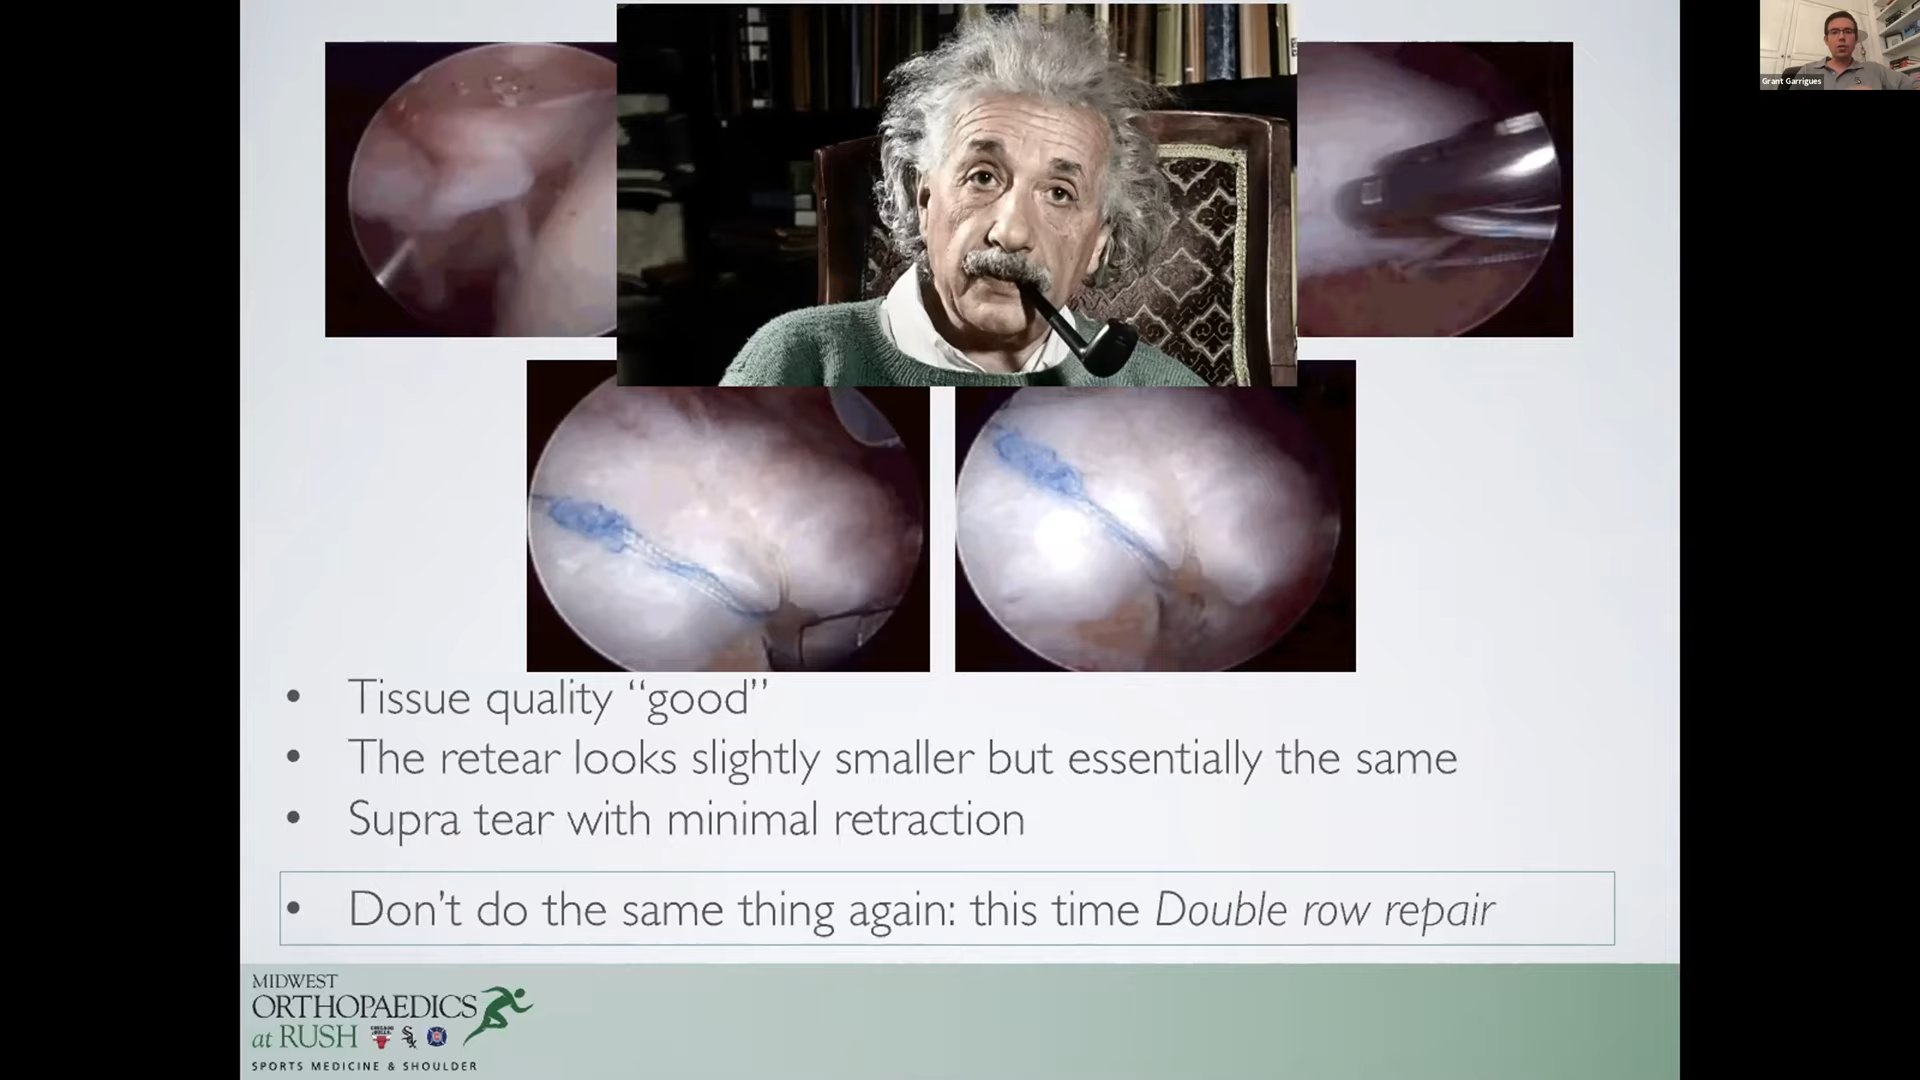 Grant Garrigues
• Tissue quality “good”
• The retear looks slightly smaller but essentially the same
• Supra tear with minimal retraction
• Don’t do the same thing again: this time Double row repair
MIDWEST
ORTHOPAEDICS
at RUSH
SPORTS MEDICINE & SHOULDER